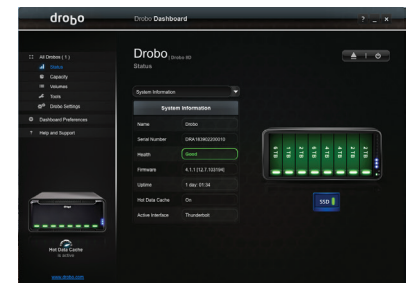 drobo
Drobo Dashboard
? _ x
All Drobos ( 1 )
Status
Capacity
Volumes
Tools
Drobo Settings
Dashboard Preferences
? Help and Support
Hot Data Cache
is active
www.drobo.com
Drobo
Status
System Information
System Information
Name Drobo
Serial Number
Health Good
Firmware
Uptime 1 day: 01:34
Hot Data Cache On
Active Interface Thunderbolt
SSD